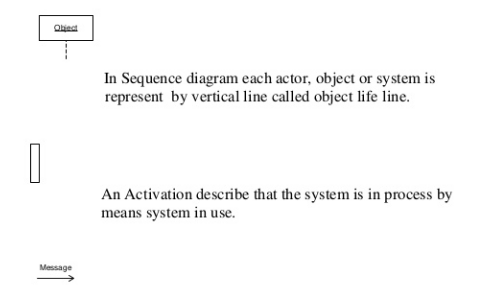 Object
In Sequence diagram each actor, object or system is
represent by vertical line called object life line.
An Activation describe that the system is in process by
means system in use.
Message